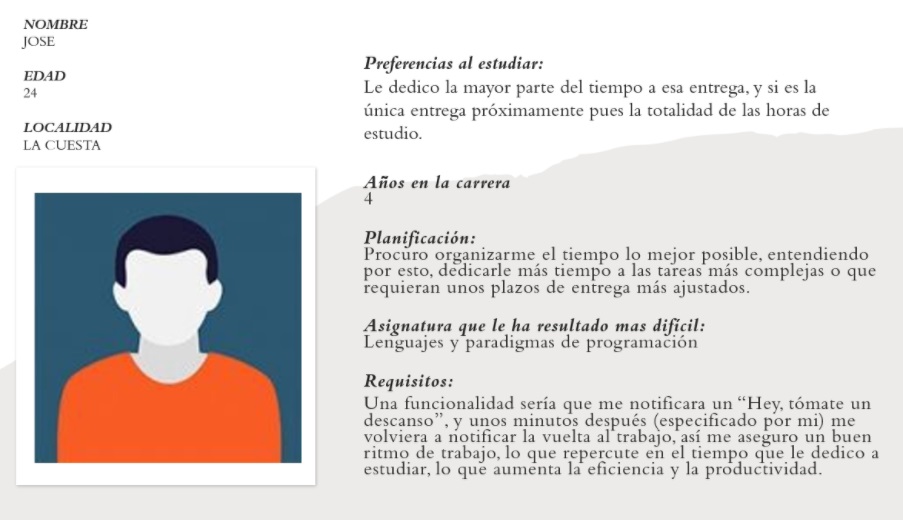 NOMBRE
JOSE
EDAD
24
LOCALIDAD
LA CUESTA
Preferencias al estudiar:
Le dedico la mayor parte del tiempo a esa entrega, y si es la
única entrega próximamente pues la totalidad de las horas de
estudio.
Años en la carrera
4
Planificación:
Procuro organizarme el tiempo lo mejor posible, entendiendo
por esto, dedicarle más tiempo a las tareas más complejas o que
requieran unos plazos de entrega más ajustados.
Asignatura que le ha resultado mas difícil:
Lenguajes y paradigmas de programación
Requisitos:
Una funcionalidad sería que me notificara un “Hey, tómate un
descanso”, y unos minutos después (especificado por mi) me
volviera a notificar la vuelta al trabajo, así me aseguro un buen
ritmo de trabajo, lo que repercute en el tiempo que le dedico a
estudiar, lo que aumenta la eficiencia y la productividad.